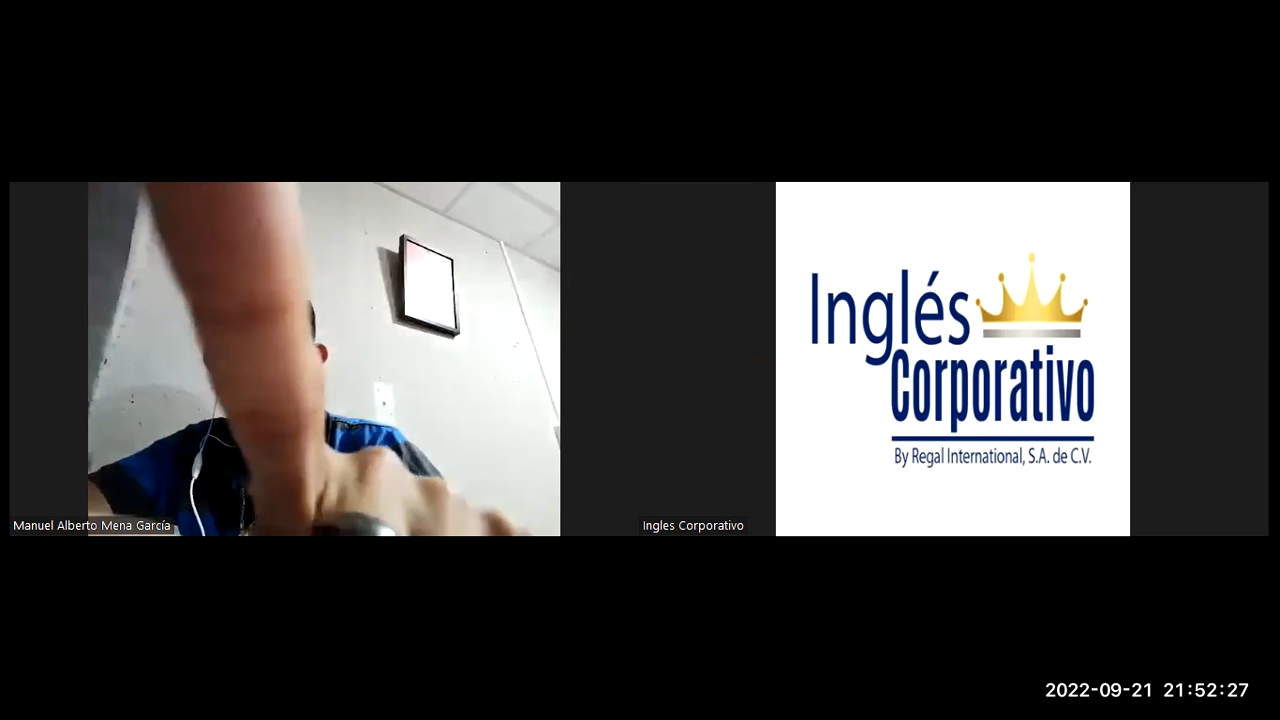 Inglés
Corporativo
By Regal International, S.A. de C.V.
Manuel Alberto Mena García
Ingles Corporativo
2022-09-21 21:52:27